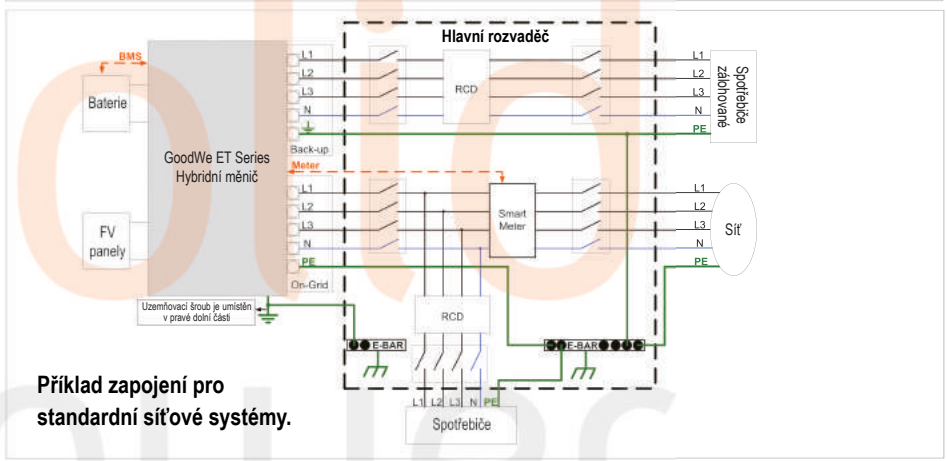 Hlavní rozvaděč
BMS
Baterie
GoodWe ET Series
Hybridní měnič
FV
panely
L1
L2
L3
N
Back-up
RCD
L1
L2
L3
N
PE
Spotřebiče
zálohované
Meter
L1
L2
L3
N
PE
On-Grid
Smart
Meter
L1
L2
L3
N
PE
Síť
Uzemňovací šroub je umístěn
v pravé dolní části
RCD
E-BAR
E-BAR
L1 L2 L3 N PE
Spotřebiče
Příklad zapojení pro
standardní síťové systémy.